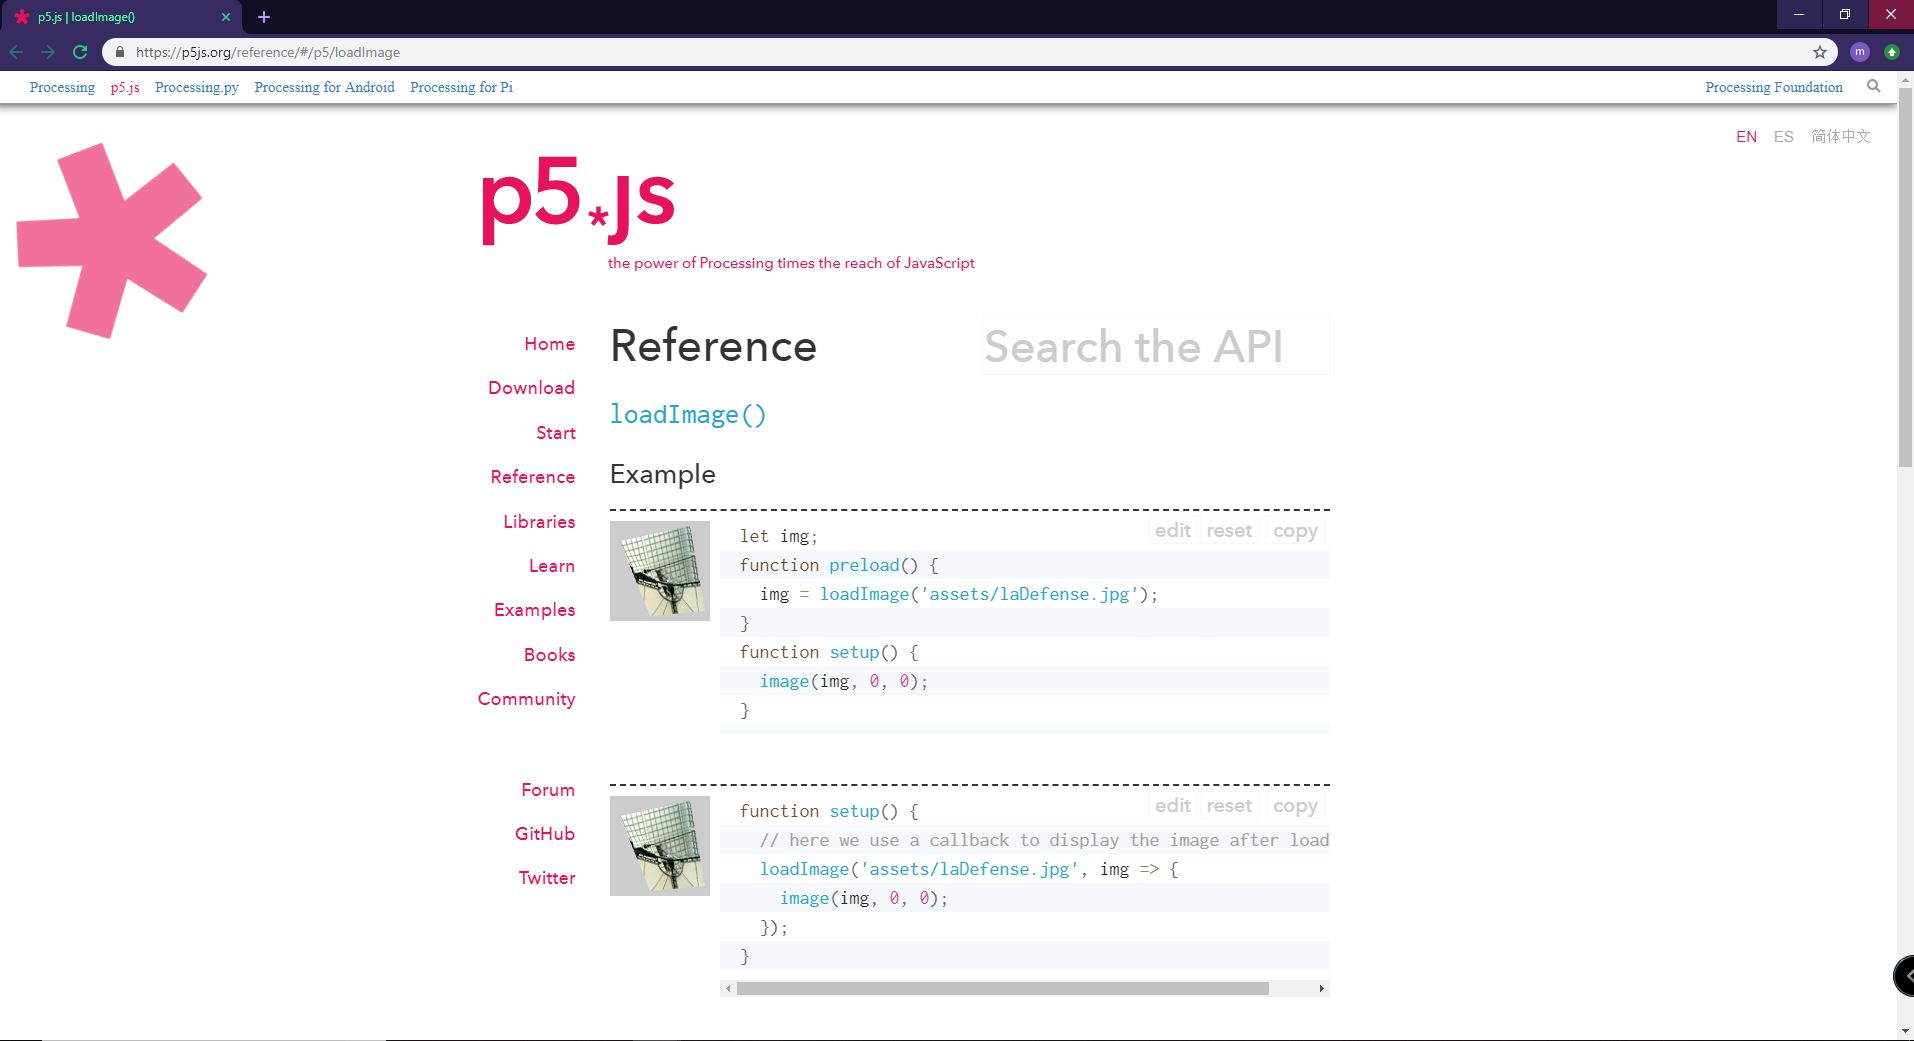 p5.js | loadImage()
https://p5js.org/reference/#/p5/loadImage
m
Processing p5.js Processing.py Processing for Android Processing for Pi Processing Foundation
EN ES 简体中文
p5.*js
the power of Processing times the reach of JavaScript
Home
Download
Start
Reference
Libraries
Learn
Examples
Books
Community
Forum
GitHub
Twitter
Reference
Search the API
loadImage()
Example
edit reset copy
let img;
function preload() {
  img = loadImage('assets/laDefense.jpg');
}
function setup() {
  image(img, 0, 0);
}
edit reset copy
function setup() {
  // here we use a callback to display the image after load
  loadImage('assets/laDefense.jpg', img => {
    image(img, 0, 0);
  });
}